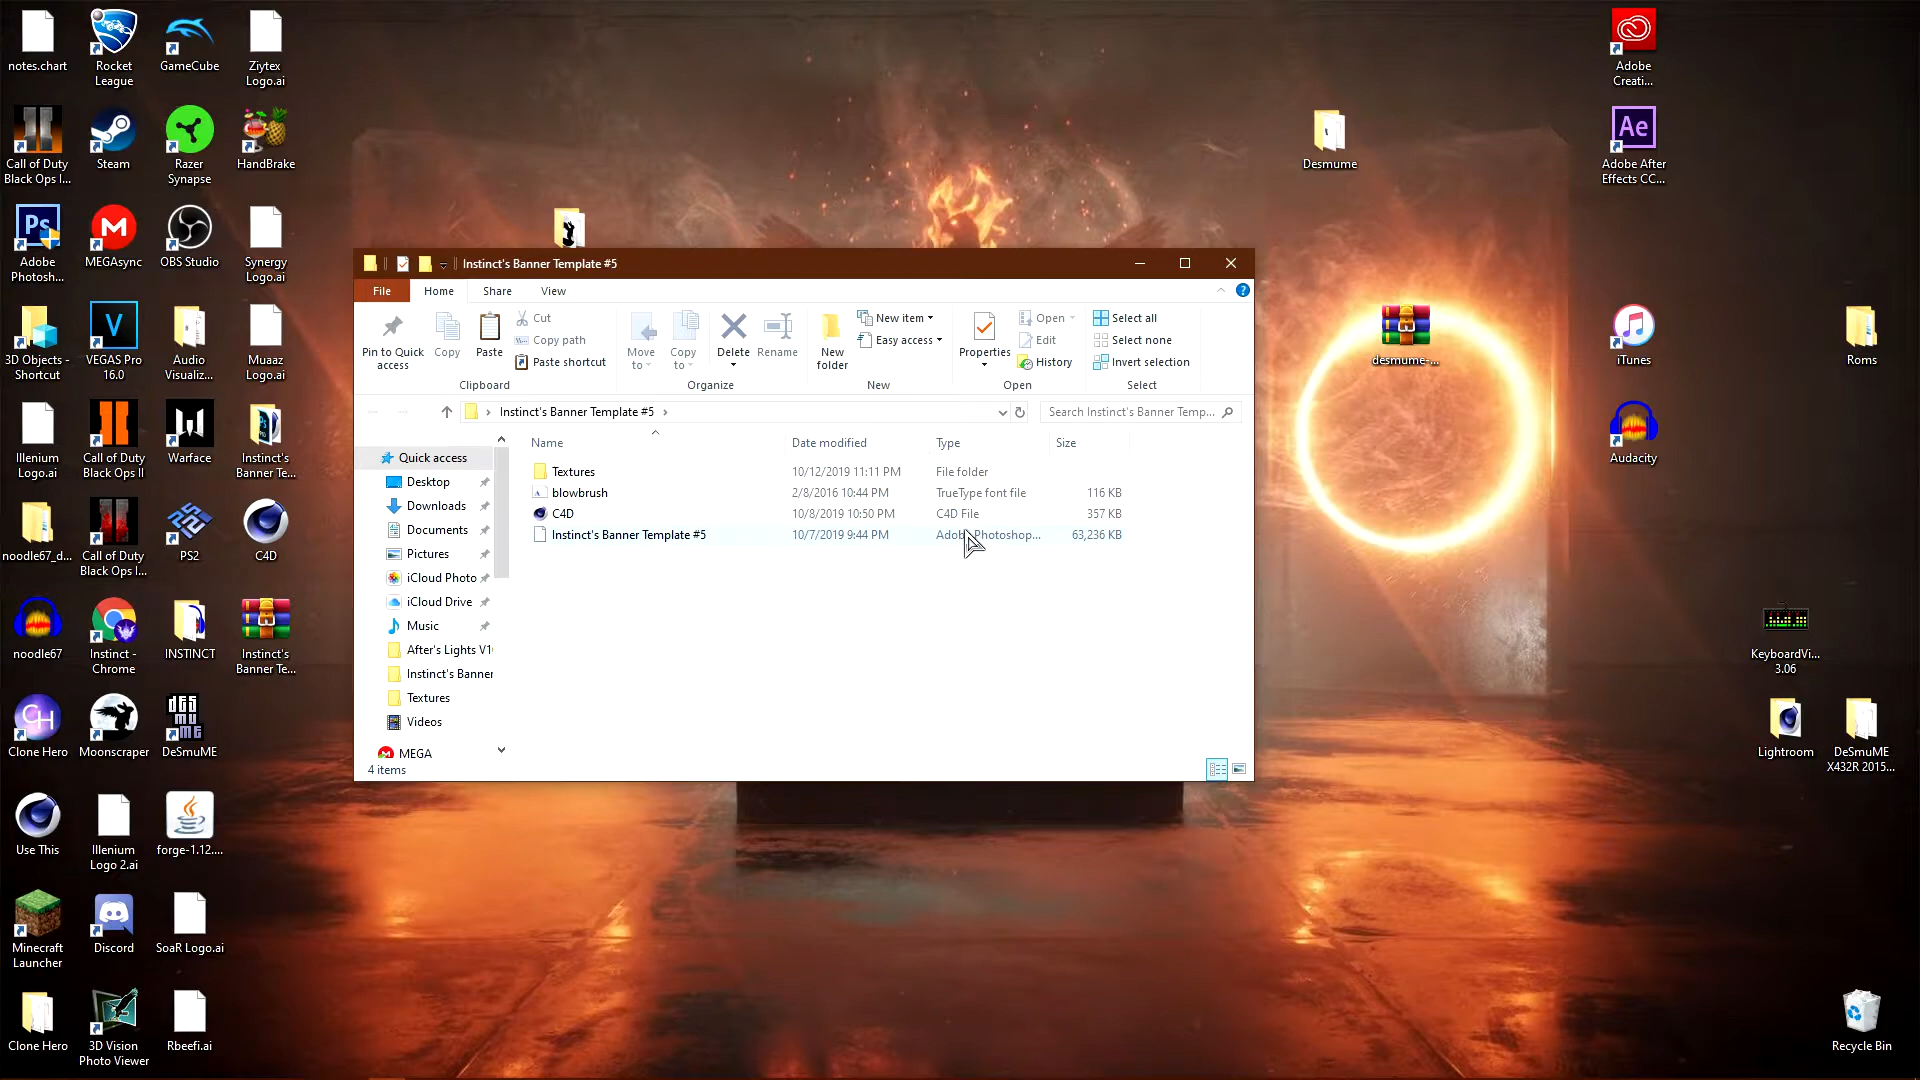 notes.chart
Rocket
League
GameCube
Ziytex
Logo.ai
Call of Duty
Black Ops I...
Steam
Razer
Synapse
HandBrake
Ps
Adobe
Photosh...
MEGAsync
OBS Studio
Synergy
Logo.ai
3D Objects -
Shortcut
VEGAS Pro
16.0
Audio
Visualiz...
Muaaz
Logo.ai
Illenium
Logo.ai
Call of Duty
Black Ops II
Warface
Instinct's
Banner Te...
noodle67_d...
Call of Duty
Black Ops I...
PS2
C4D
noodle67
Instinct -
Chrome
INSTINCT
Instinct's
Banner Te...
CH
Clone Hero
Moonscraper
DeSmuME
Use This
Illenium
Logo 2.ai
forge-1.12....
Minecraft
Launcher
Discord
SoaR Logo.ai
Clone Hero
3D Vision
Photo Viewer
Rbeefi.ai
Instinct's Banner Template #5
File
Home
Share
View
Pin to Quick
access
Copy
Paste
Cut
Copy path
Paste shortcut
Clipboard
Move
to
Copy
to
Delete
Rename
Organize
New
folder
New item
Easy access
New
Properties
Open
Edit
History
Open
Select all
Select none
Invert selection
Select
Instinct's Banner Template #5
Search Instinct's Banner Temp...
Name
Date modified
Type
Size
Textures
10/12/2019 11:11 PM
File folder
blowbrush
2/8/2016 10:44 PM
TrueType font file
116 KB
C4D
10/8/2019 10:50 PM
C4D File
357 KB
Instinct's Banner Template #5
10/7/2019 9:44 PM
Adobe Photoshop...
63,236 KB
Quick access
Desktop
Downloads
Documents
Pictures
iCloud Photo
iCloud Drive
Music
After's Lights V1
Instinct's Banner
Textures
Videos
MEGA
4 items
Adobe
Creati...
Desmume
Ae
Adobe After
Effects CC...
desmume-...
iTunes
Roms
Audacity
KeyboardVi...
3.06
Lightroom
DeSmuME
X432R 2015...
Recycle Bin